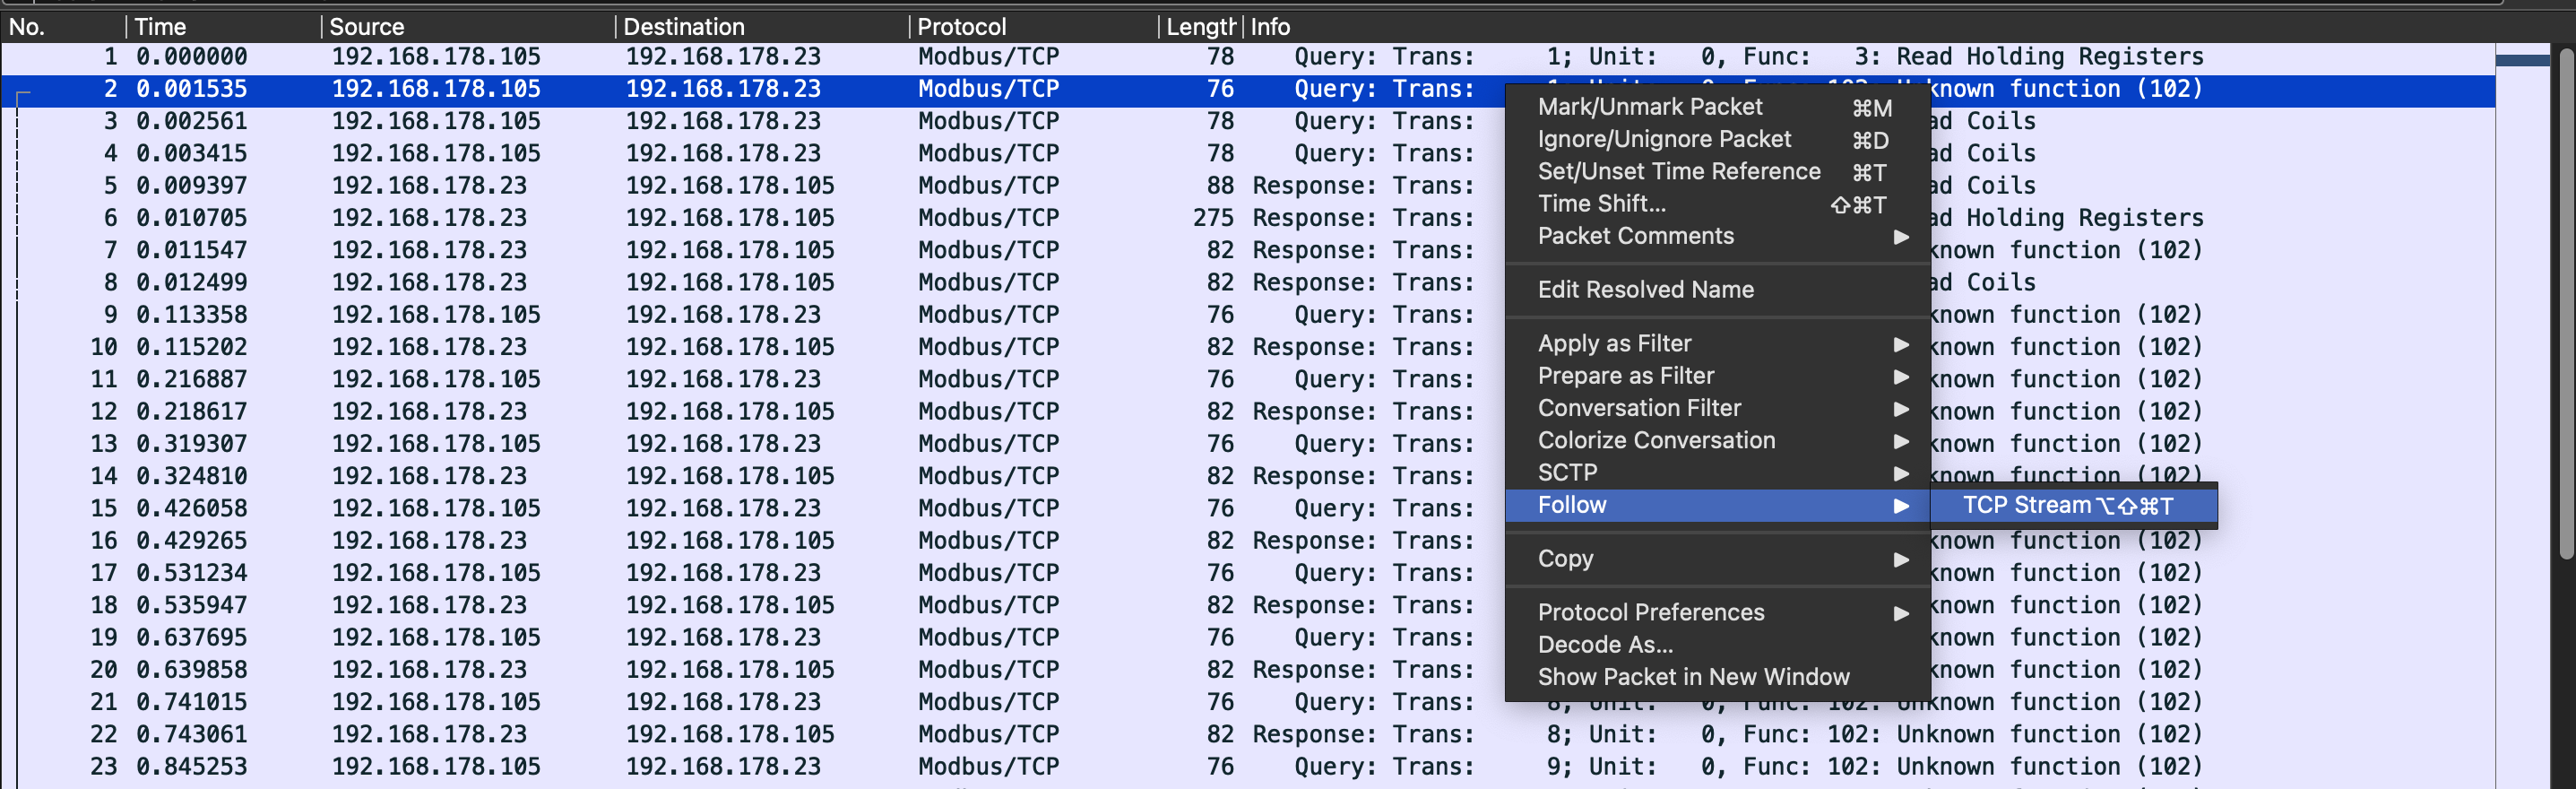 No. Time Source Destination Protocol Length Info
1 0.000000 192.168.178.105 192.168.178.23 Modbus/TCP 78 Query: Trans: 1; Unit: 0, Func: 3: Read Holding Registers
2 0.001535 192.168.178.105 192.168.178.23 Modbus/TCP 76 Query: Trans: known function (102)
3 0.002561 192.168.178.105 192.168.178.23 Modbus/TCP 78 Query: Trans: ad Coils
4 0.003415 192.168.178.105 192.168.178.23 Modbus/TCP 78 Query: Trans: ad Coils
5 0.009397 192.168.178.23 192.168.178.105 Modbus/TCP 88 Response: Trans: ad Coils
6 0.010705 192.168.178.23 192.168.178.105 Modbus/TCP 275 Response: Trans: ad Holding Registers
7 0.011547 192.168.178.23 192.168.178.105 Modbus/TCP 82 Response: Trans: known function (102)
8 0.012499 192.168.178.23 192.168.178.105 Modbus/TCP 82 Response: Trans: ad Coils
9 0.113358 192.168.178.105 192.168.178.23 Modbus/TCP 76 Query: Trans: known function (102)
10 0.115202 192.168.178.23 192.168.178.105 Modbus/TCP 82 Response: Trans: known function (102)
11 0.216887 192.168.178.105 192.168.178.23 Modbus/TCP 76 Query: Trans: known function (102)
12 0.218617 192.168.178.23 192.168.178.105 Modbus/TCP 82 Response: Trans: known function (102)
13 0.319307 192.168.178.105 192.168.178.23 Modbus/TCP 76 Query: Trans: known function (102)
14 0.324810 192.168.178.23 192.168.178.105 Modbus/TCP 82 Response: Trans: known function (102)
15 0.426058 192.168.178.105 192.168.178.23 Modbus/TCP 76 Query: Trans:
16 0.429265 192.168.178.23 192.168.178.105 Modbus/TCP 82 Response: Trans: known function (102)
17 0.531234 192.168.178.105 192.168.178.23 Modbus/TCP 76 Query: Trans: known function (102)
18 0.535947 192.168.178.23 192.168.178.105 Modbus/TCP 82 Response: Trans: known function (102)
19 0.637695 192.168.178.105 192.168.178.23 Modbus/TCP 76 Query: Trans: known function (102)
20 0.639858 192.168.178.23 192.168.178.105 Modbus/TCP 82 Response: Trans: known function (102)
21 0.741015 192.168.178.105 192.168.178.23 Modbus/TCP 76 Query: Trans: 8; Unit: 0, Func: 102: Unknown function (102)
22 0.743061 192.168.178.23 192.168.178.105 Modbus/TCP 82 Response: Trans: 8; Unit: 0, Func: 102: Unknown function (102)
23 0.845253 192.168.178.105 192.168.178.23 Modbus/TCP 76 Query: Trans: 9; Unit: 0, Func: 102: Unknown function (102)
Mark/Unmark Packet ⌘M
Ignore/Unignore Packet ⌘D
Set/Unset Time Reference ⌘T
Time Shift... ⇧⌘T
Packet Comments
Edit Resolved Name
Apply as Filter
Prepare as Filter
Conversation Filter
Colorize Conversation
SCTP
Follow
TCP Stream ⌥⇧⌘T
Copy
Protocol Preferences
Decode As...
Show Packet in New Window